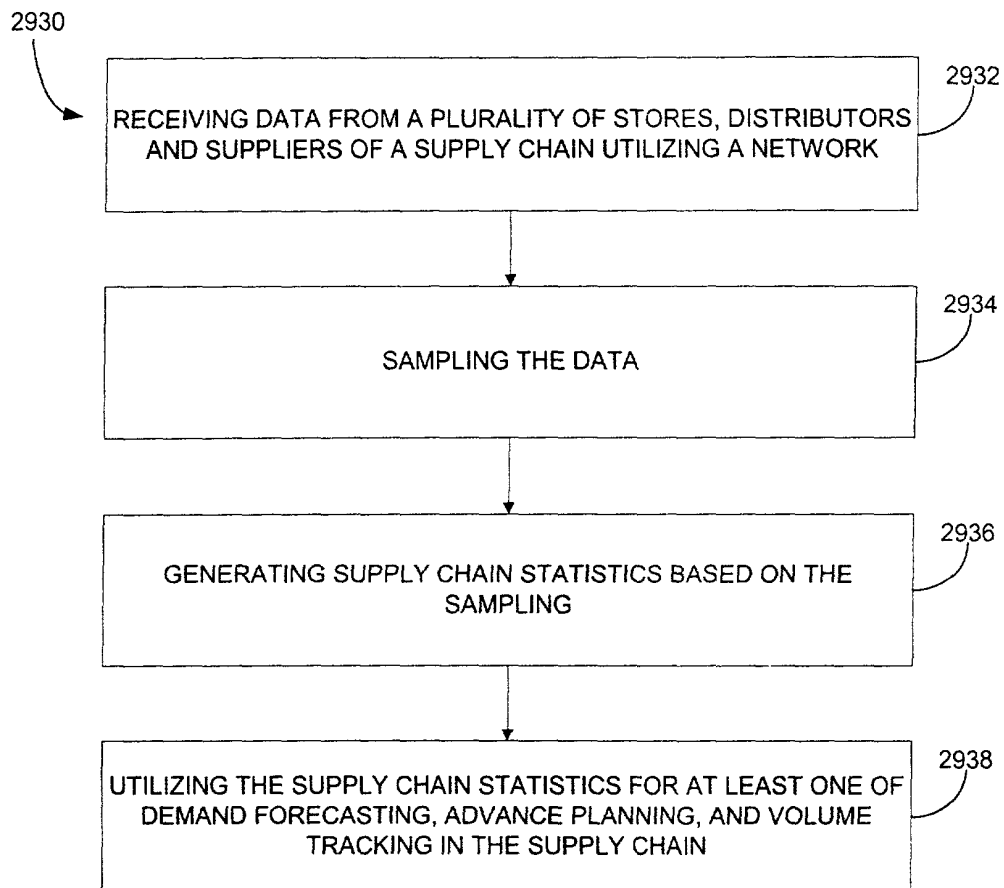 2930
2932
RECEIVING DATA FROM A PLURALITY OF STORES, DISTRIBUTORS
AND SUPPLIERS OF A SUPPLY CHAIN UTILIZING A NETWORK
2934
SAMPLING THE DATA
2936
GENERATING SUPPLY CHAIN STATISTICS BASED ON THE
SAMPLING
2938
UTILIZING THE SUPPLY CHAIN STATISTICS FOR AT LEAST ONE OF
DEMAND FORECASTING, ADVANCE PLANNING, AND VOLUME
TRACKING IN THE SUPPLY CHAIN